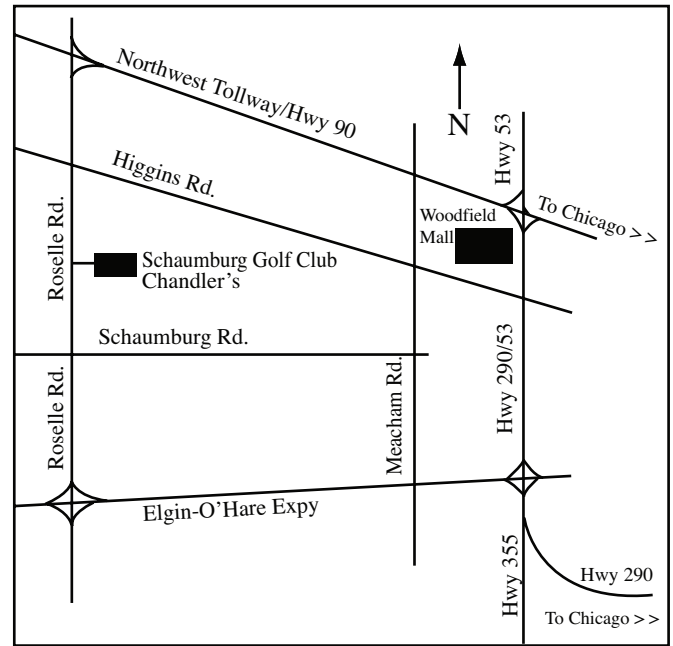 Northwest Tollway/Hwy 90
N
Hwy 53
To Chicago >>
Higgins Rd.
Woodfield
Mall
Roselle Rd.
Schaumburg Golf Club
Chandler's
Schaumburg Rd.
Hwy 290/53
Roselle Rd.
Meacham Rd.
Elgin-O'Hare Expy
Hwy 355
Hwy 290
To Chicago >>